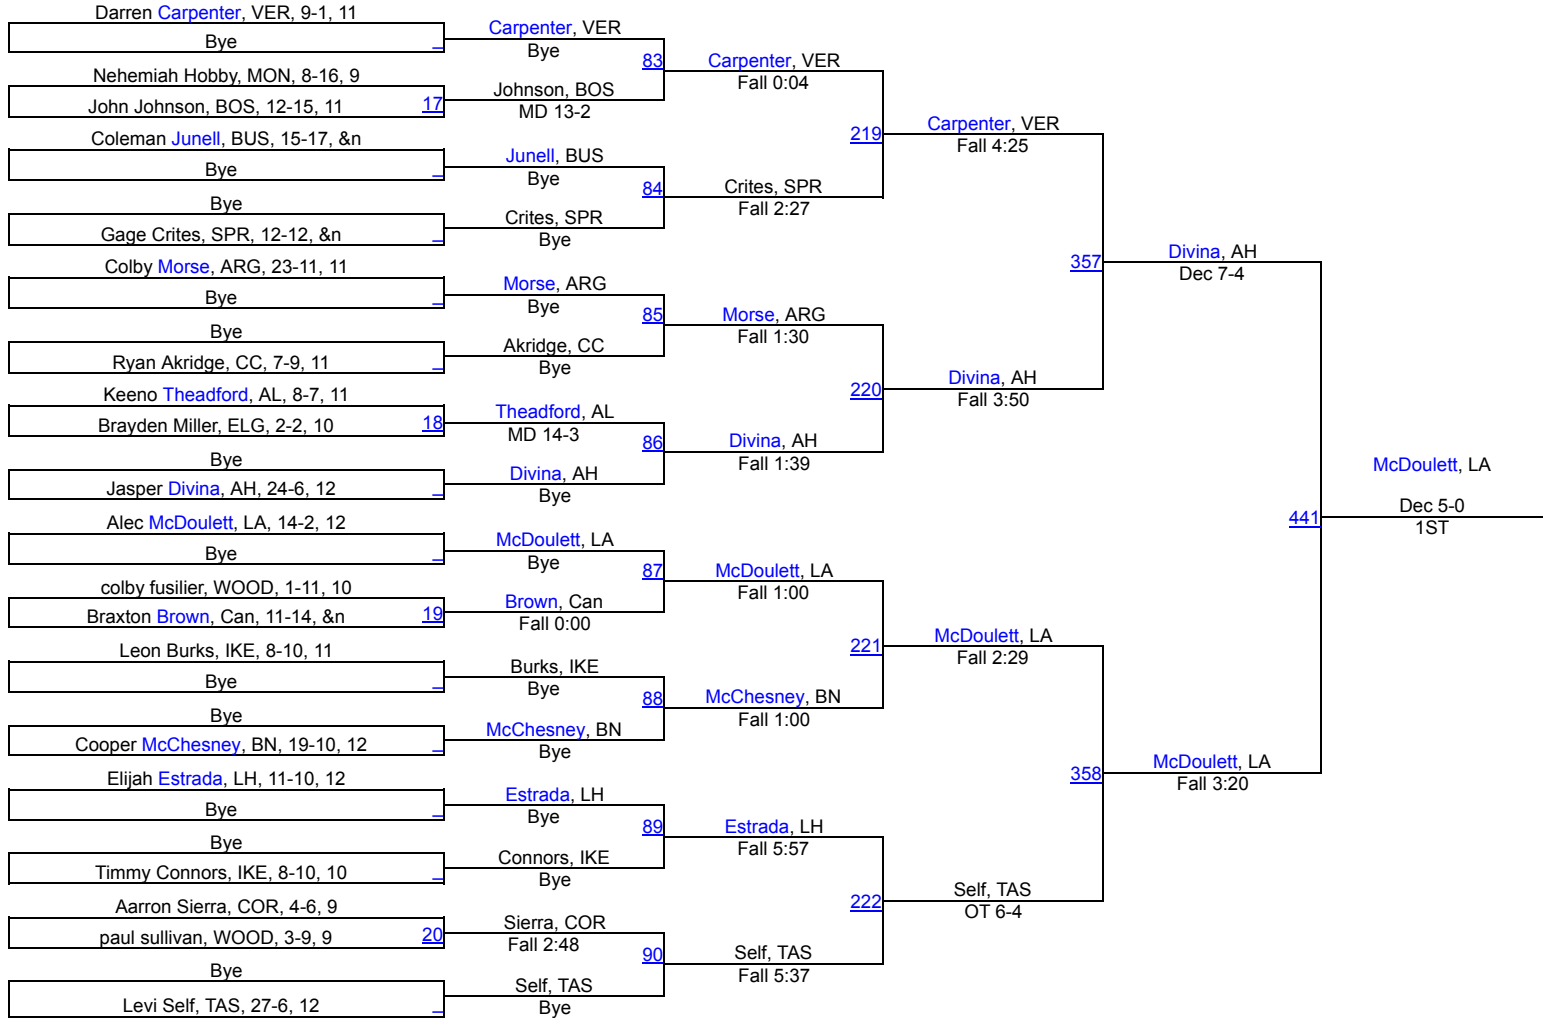 Darren Carpenter, VER, 9-1, 11
Bye
Nehemiah Hobby, MON, 8-16, 9
John Johnson, BOS, 12-15, 11
17
Coleman Junell, BUS, 15-17, &n
Bye
Bye
Gage Crites, SPR, 12-12, &n
Colby Morse, ARG, 23-11, 11
Bye
Bye
Ryan Akridge, CC, 7-9, 11
Keeno Theadford, AL, 8-7, 11
Brayden Miller, ELG, 2-2, 10
18
Bye
Jasper Divina, AH, 24-6, 12
Alec McDoulett, LA, 14-2, 12
Bye
colby fusilier, WOOD, 1-11, 10
Braxton Brown, Can, 11-14, &n
19
Leon Burks, IKE, 8-10, 11
Bye
Bye
Cooper McChesney, BN, 19-10, 12
Elijah Estrada, LH, 11-10, 12
Bye
Bye
Timmy Connors, IKE, 8-10, 10
Aarron Sierra, COR, 4-6, 9
paul sullivan, WOOD, 3-9, 9
20
Bye
Levi Self, TAS, 27-6, 12
Carpenter, VER
Bye
83
Johnson, BOS
MD 13-2
Junell, BUS
Bye
84
Crites, SPR
Bye
Morse, ARG
Bye
85
Akridge, CC
Bye
Theadford, AL
MD 14-3
86
Divina, AH
Bye
McDoulett, LA
Bye
87
Brown, Can
Fall 0:00
Burks, IKE
Bye
88
McChesney, BN
Bye
Estrada, LH
Bye
89
Connors, IKE
Bye
Sierra, COR
Fall 2:48
90
Self, TAS
Bye
Carpenter, VER
Fall 0:04
219
Crites, SPR
Fall 2:27
Morse, ARG
Fall 1:30
220
Divina, AH
Fall 1:39
McDoulett, LA
Fall 1:00
221
McChesney, BN
Fall 1:00
Estrada, LH
Fall 5:57
222
Self, TAS
Fall 5:37
Carpenter, VER
Fall 4:25
357
Divina, AH
Fall 3:50
McDoulett, LA
Fall 2:29
358
Self, TAS
OT 6-4
Divina, AH
Dec 7-4
441
McDoulett, LA
Fall 3:20
McDoulett, LA
Dec 5-0
1ST